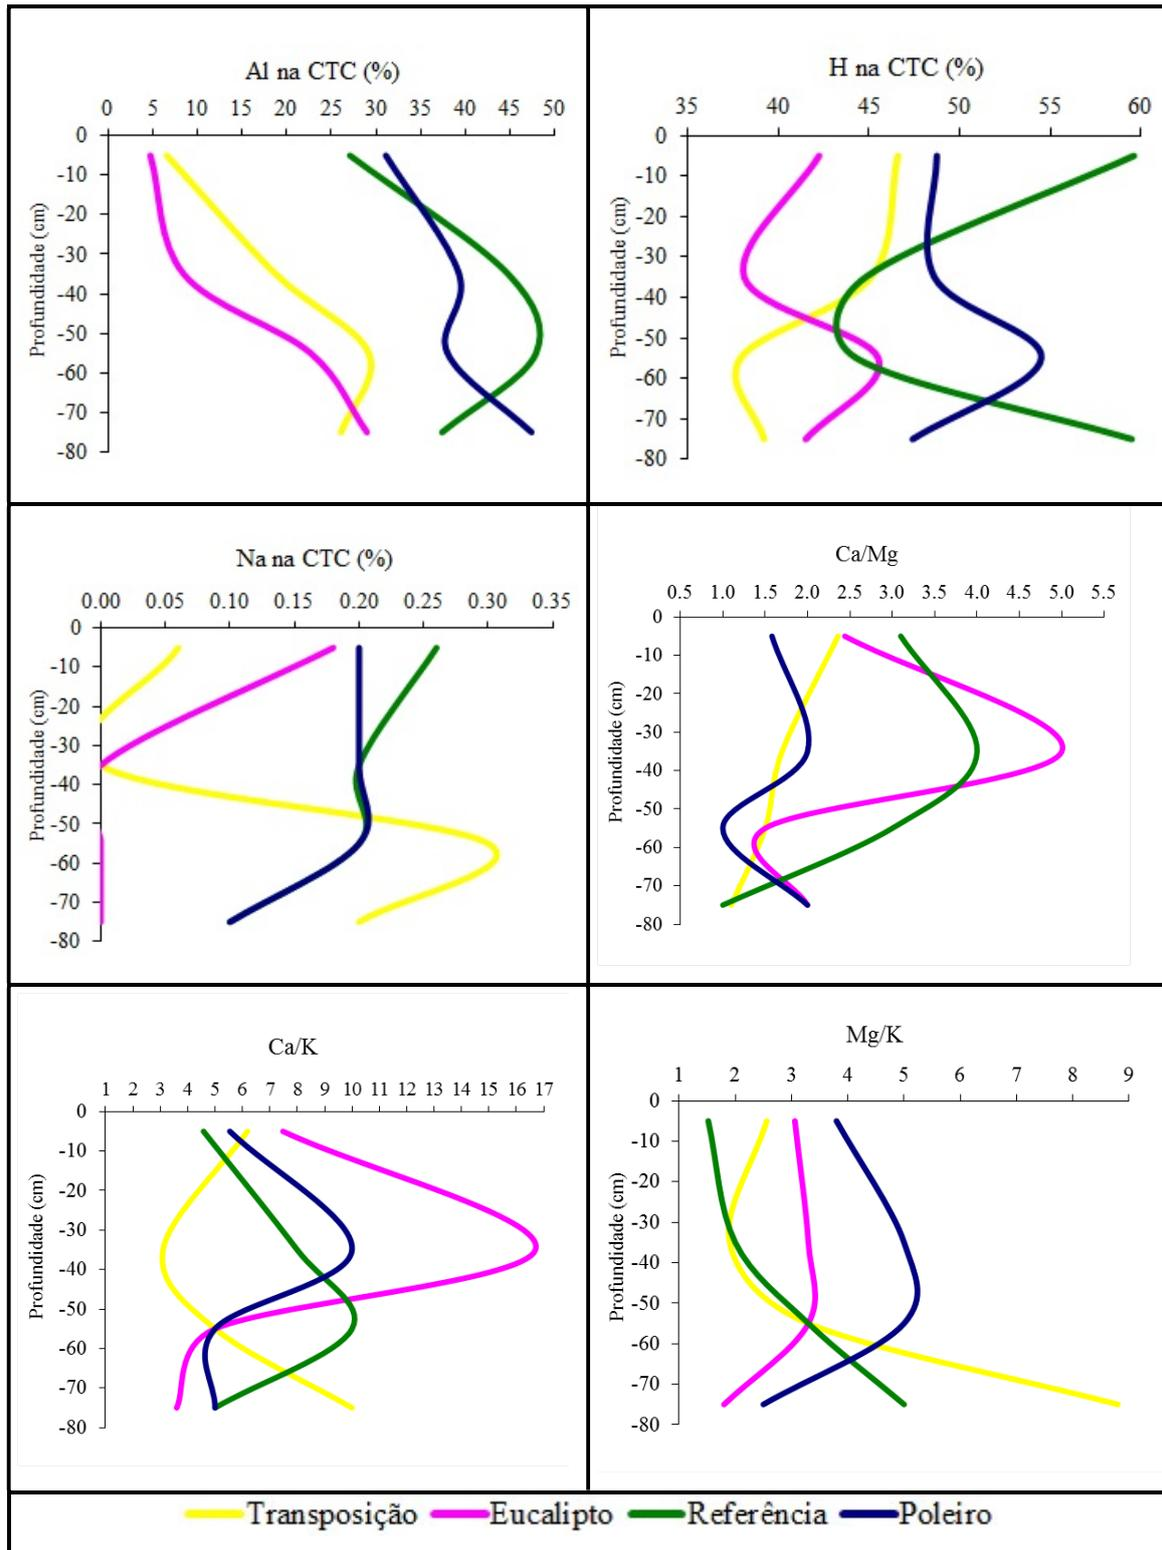 Al na CTC (%)
0 5 10 15 20 25 30 35 40 45 50
Profundidade (cm)
0
-10
-20
-30
-40
-50
-60
-70
-80
H na CTC (%)
35 40 45 50 55 60
Profundidade (cm)
0
-10
-20
-30
-40
-50
-60
-70
-80
Na na CTC (%)
0.00 0.05 0.10 0.15 0.20 0.25 0.30 0.35
Profundidade (cm)
0
-10
-20
-30
-40
-50
-60
-70
-80
Ca/Mg
0.5 1.0 1.5 2.0 2.5 3.0 3.5 4.0 4.5 5.0 5.5
Profundidade (cm)
0
-10
-20
-30
-40
-50
-60
-70
-80
Ca/K
1 2 3 4 5 6 7 8 9 10 11 12 13 14 15 16 17
Profundidade (cm)
0
-10
-20
-30
-40
-50
-60
-70
-80
Mg/K
1 2 3 4 5 6 7 8 9
Profundidade (cm)
0
-10
-20
-30
-40
-50
-60
-70
-80
Transposição Eucalipto Referência Poleiro